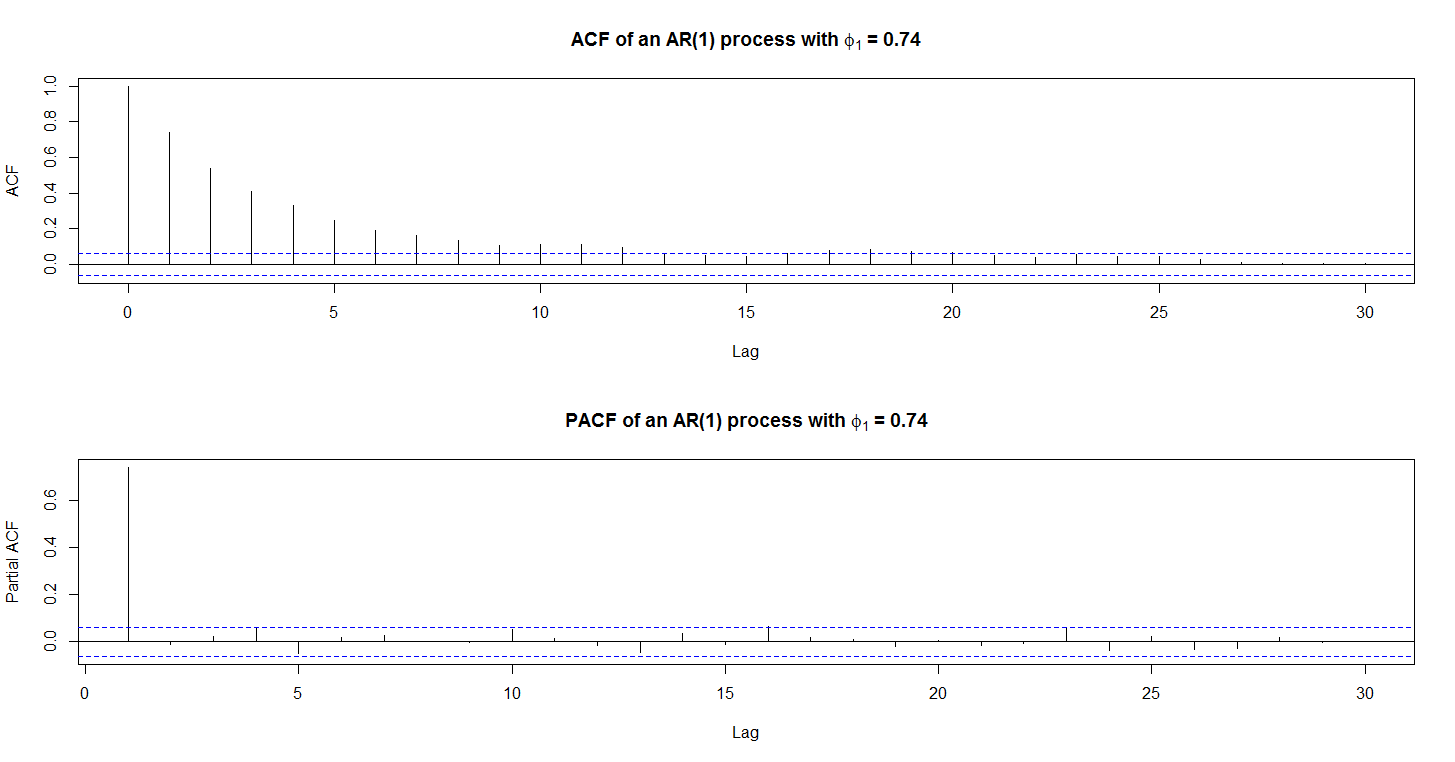 ACF of an AR(1) process with ϕ1 = 0.74
ACF
1.0
0.8
0.6
0.4
0.2
0.0
0 5 10 15 20 25 30
Lag
PACF of an AR(1) process with ϕ1 = 0.74
Partial ACF
0.6
0.4
0.2
0.0
0 5 10 15 20 25 30
Lag